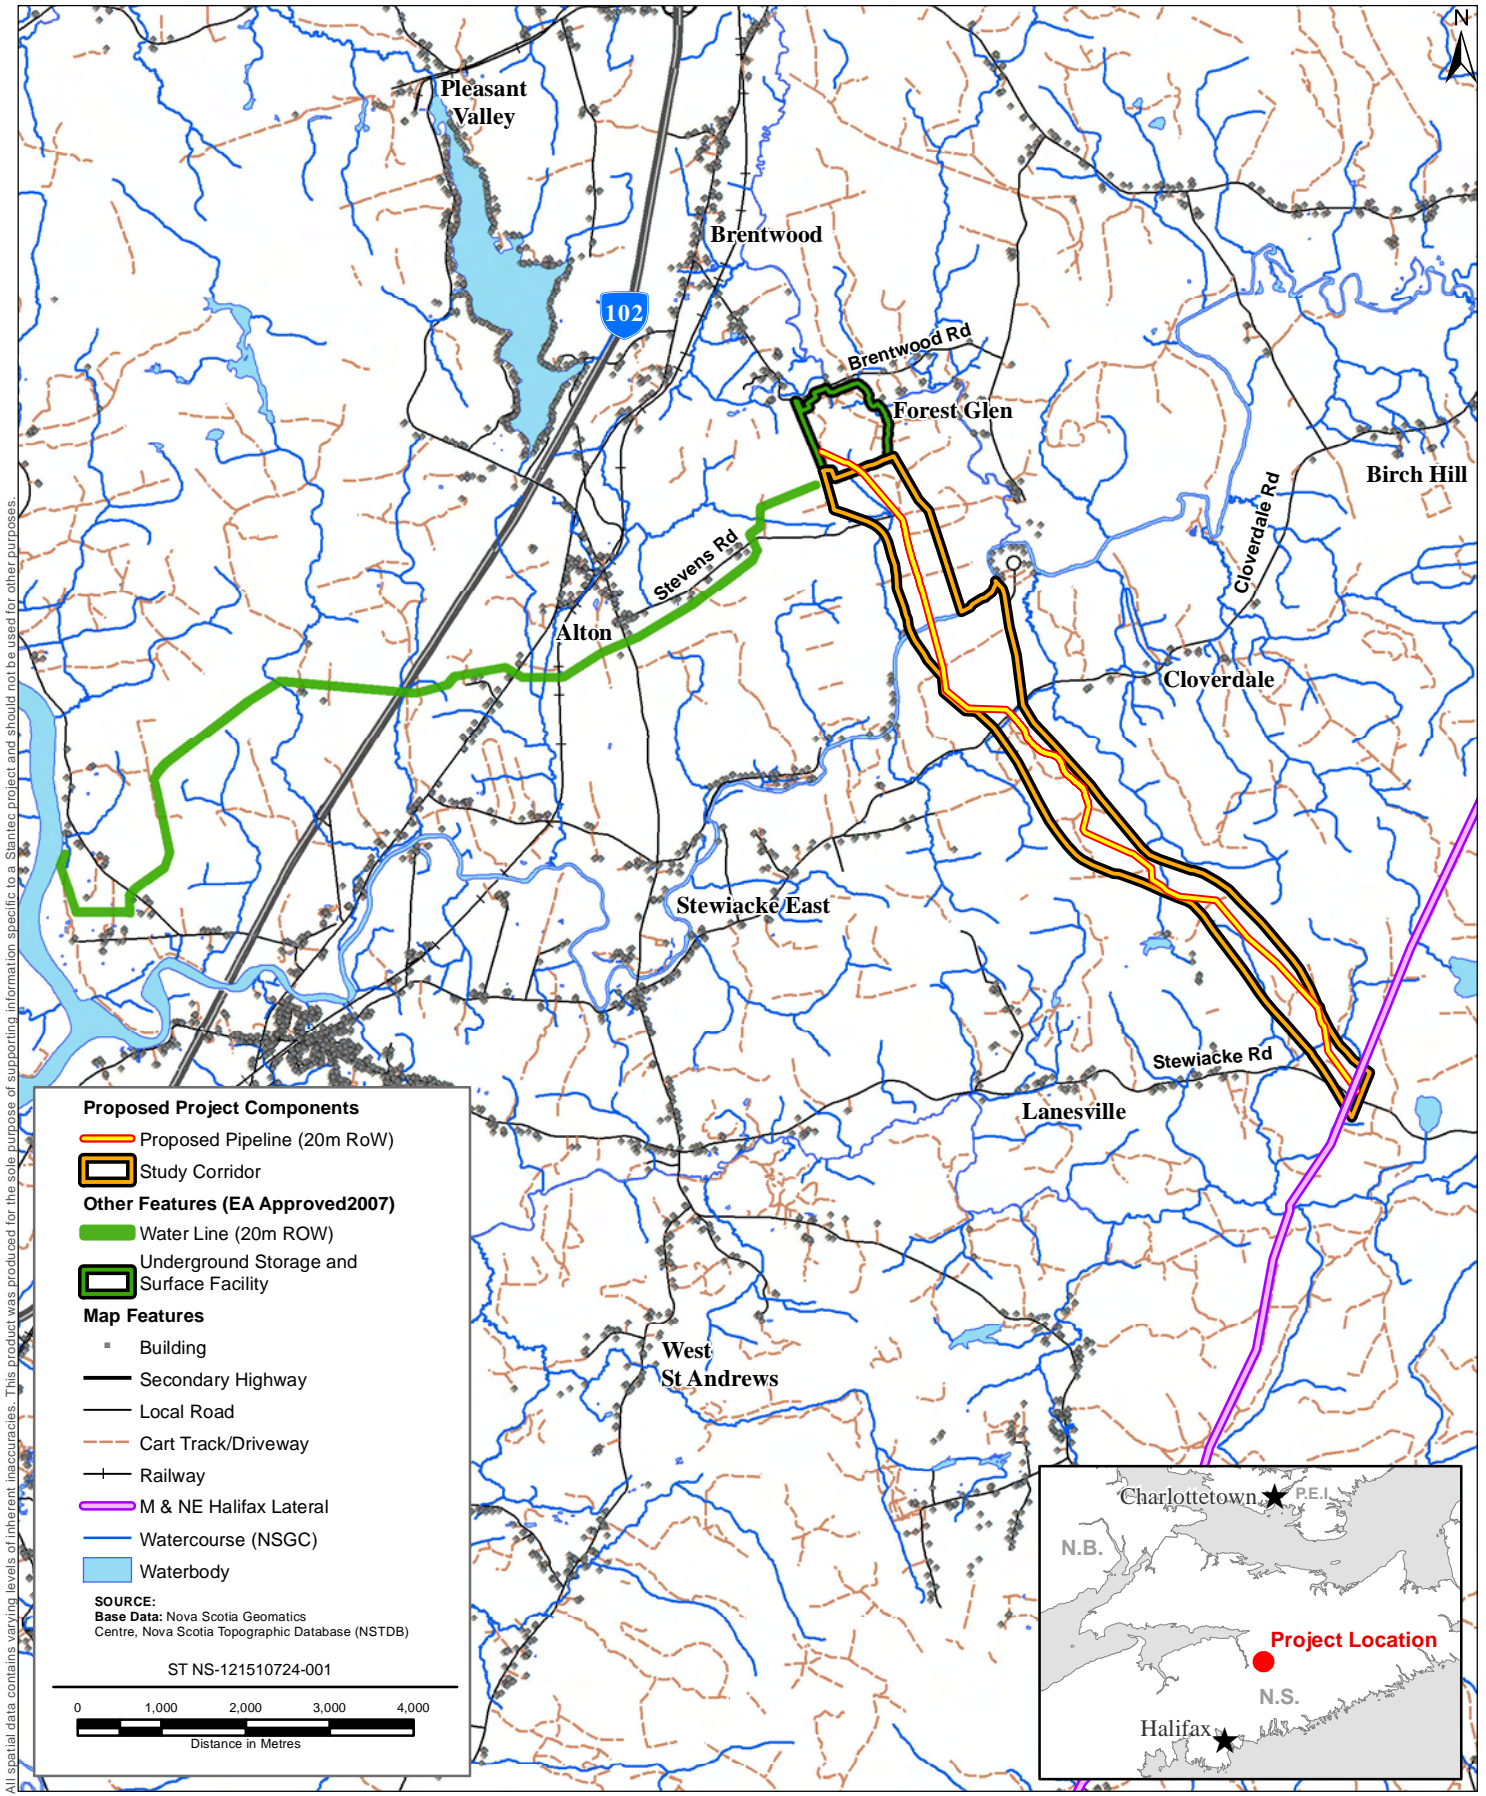 N
Pleasant
Valley
Brentwood
102
Brentwood Rd
Forest Glen
Birch Hill
Cloverdale Rd
Stevens Rd
Alton
Cloverdale
Stewiacke East
Stewiacke Rd
Lanesville
West
St Andrews
All spatial data contains varying levels of inherent inaccuracies. This product was produced for the sole purpose of supporting information specific to a Stantec project and should not be used for other purposes.
Proposed Project Components
Proposed Pipeline (20m RoW)
Study Corridor
Other Features (EA Approved2007)
Water Line (20m ROW)
Underground Storage and
Surface Facility
Map Features
Building
Secondary Highway
Local Road
Cart Track/Driveway
Railway
M & NE Halifax Lateral
Watercourse (NSGC)
Waterbody
SOURCE:
Base Data: Nova Scotia Geomatics
Centre, Nova Scotia Topographic Database (NSTDB)
ST NS-121510724-001
0 1,000 2,000 3,000 4,000
Distance in Metres
Charlottetown
P.E.I.
N.B.
Project Location
N.S.
Halifax